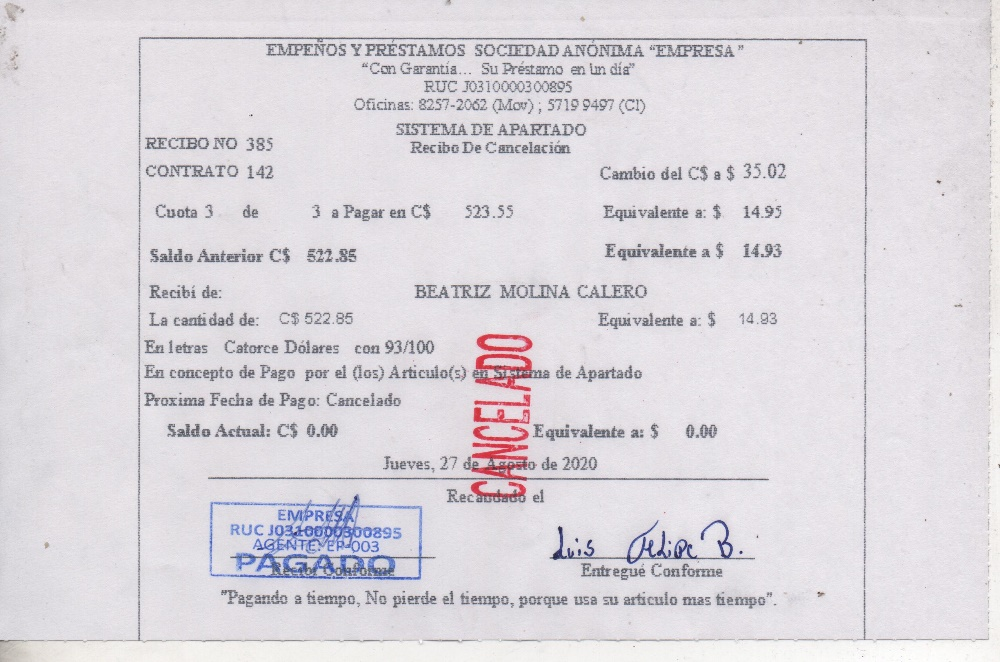 EMPEÑOS Y PRÉSTAMOS SOCIEDAD ANÓNIMA "EMPRESA"
"Con Garantía... Su Préstamo en un día"
RUC J0310000300895
Oficinas: 8257-2062 (Mov) ; 5719 9497 (Cl)
SISTEMA DE APARTADO
RECIBO NO 385 Recibo De Cancelación
CONTRATO 142 Cambio del C$ a $ 35.02
Cuota 3 de 3 a Pagar en C$ 523.55 Equivalente a: $ 14.95
Saldo Anterior C$ 522.85 Equivalente a $ 14.93
Recibí de: BEATRIZ MOLINA CALERO
La cantidad de: C$ 522.85 Equivalente a: $ 14.93
En letras Catorce Dólares con 93/100
En concepto de Pago por el (los) Articulo(s) en Sistema de Apartado
Proxima Fecha de Pago: Cancelado
Saldo Actual: C$ 0.00 Equivalente a: $ 0.00
CANCELADO
Jueves, 27 de Agosto de 2020
Recaudado el
EMPRESA
RUC J0310000300895
AGENTE: EP-003
PAGADO
Luis Felipe B.
Recibí Conforme Entregué Conforme
"Pagando a tiempo, No pierde el tiempo, porque usa su articulo mas tiempo".